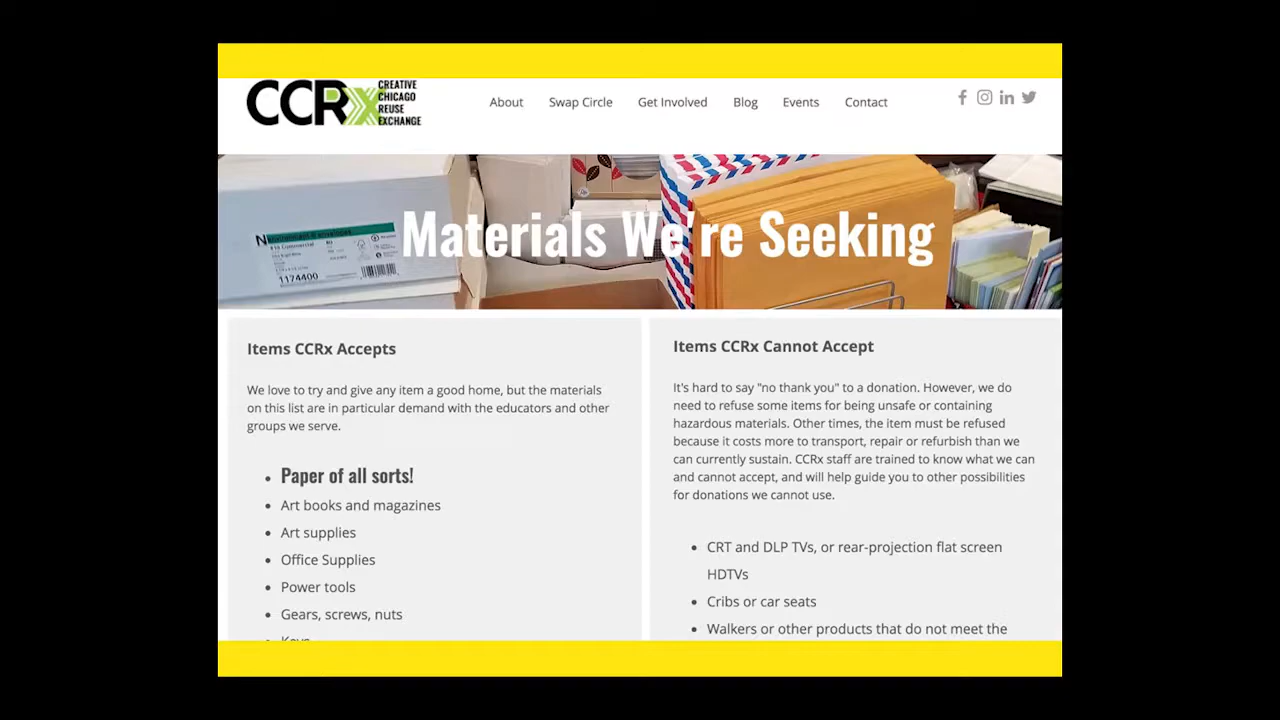 CCRx
CREATIVE
CHICAGO
REUSE
EXCHANGE
About Swap Circle Get Involved Blog Events Contact
Materials We're Seeking
1174400
Items CCRx Accepts
We love to try and give any item a good home, but the materials
on this list are in particular demand with the educators and other
groups we serve.
• Paper of all sorts!
• Art books and magazines
• Art supplies
• Office Supplies
• Power tools
• Gears, screws, nuts
Items CCRx Cannot Accept
It's hard to say "no thank you" to a donation. However, we do
need to refuse some items for being unsafe or containing
hazardous materials. Other times, the item must be refused
because it costs more to transport, repair or refurbish than we
can currently sustain. CCRx staff are trained to know what we can
and cannot accept, and will help guide you to other possibilities
for donations we cannot use.
• CRT and DLP TVs, or rear-projection flat screen
HDTVs
• Cribs or car seats
• Walkers or other products that do not meet the